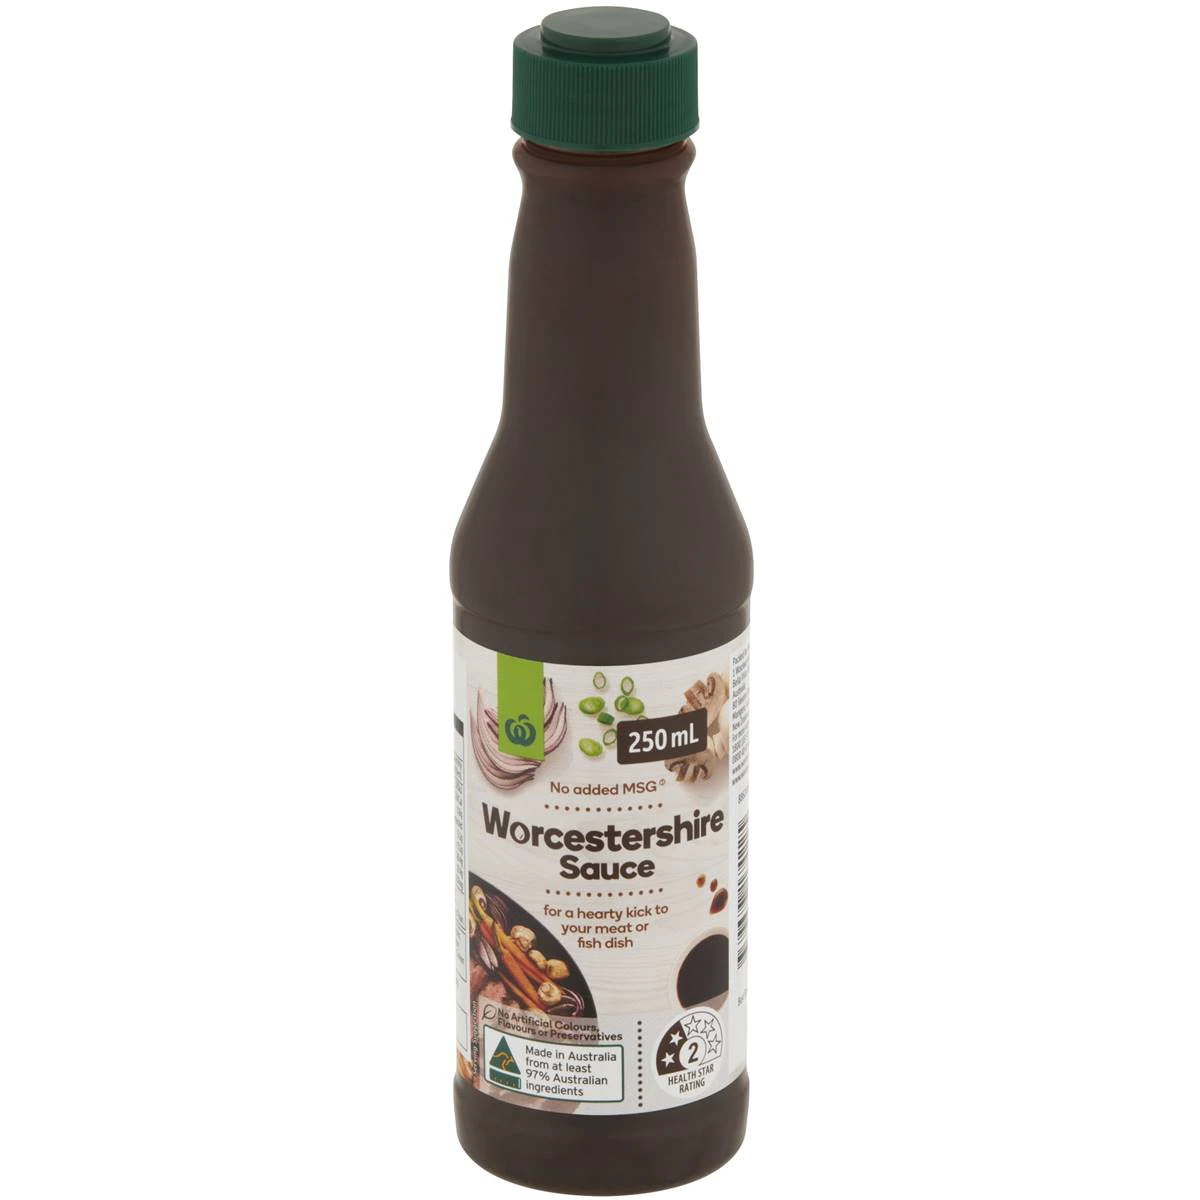 250 mL
No added MSG
Worcestershire
Sauce
for a hearty kick to
your meat or
fish dish
No Artificial Colours,
Flavours or Preservatives
Made in Australia
from at least
97% Australian
ingredients
2
HEALTH STAR
RATING